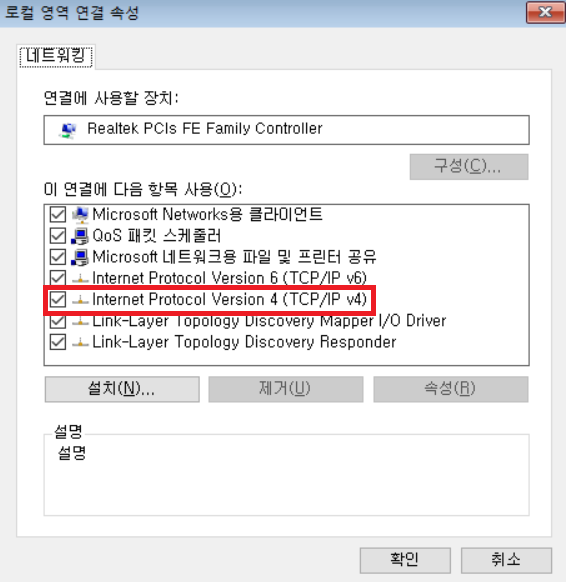 로컬 영역 연결 속성
네트워킹
연결에 사용할 장치:
Realtek PCIs FE Family Controller
구성(C)...
이 연결에 다음 항목 사용(O):
Microsoft Networks용 클라이언트
QoS 패킷 스케줄러
Microsoft 네트워크용 파일 및 프린터 공유
Internet Protocol Version 6 (TCP/IP v6)
Internet Protocol Version 4 (TCP/IP v4)
Link-Layer Topology Discovery Mapper I/O Driver
Link-Layer Topology Discovery Responder
설치(N)... 제거(U) 속성(R)
설명
설명
확인 취소